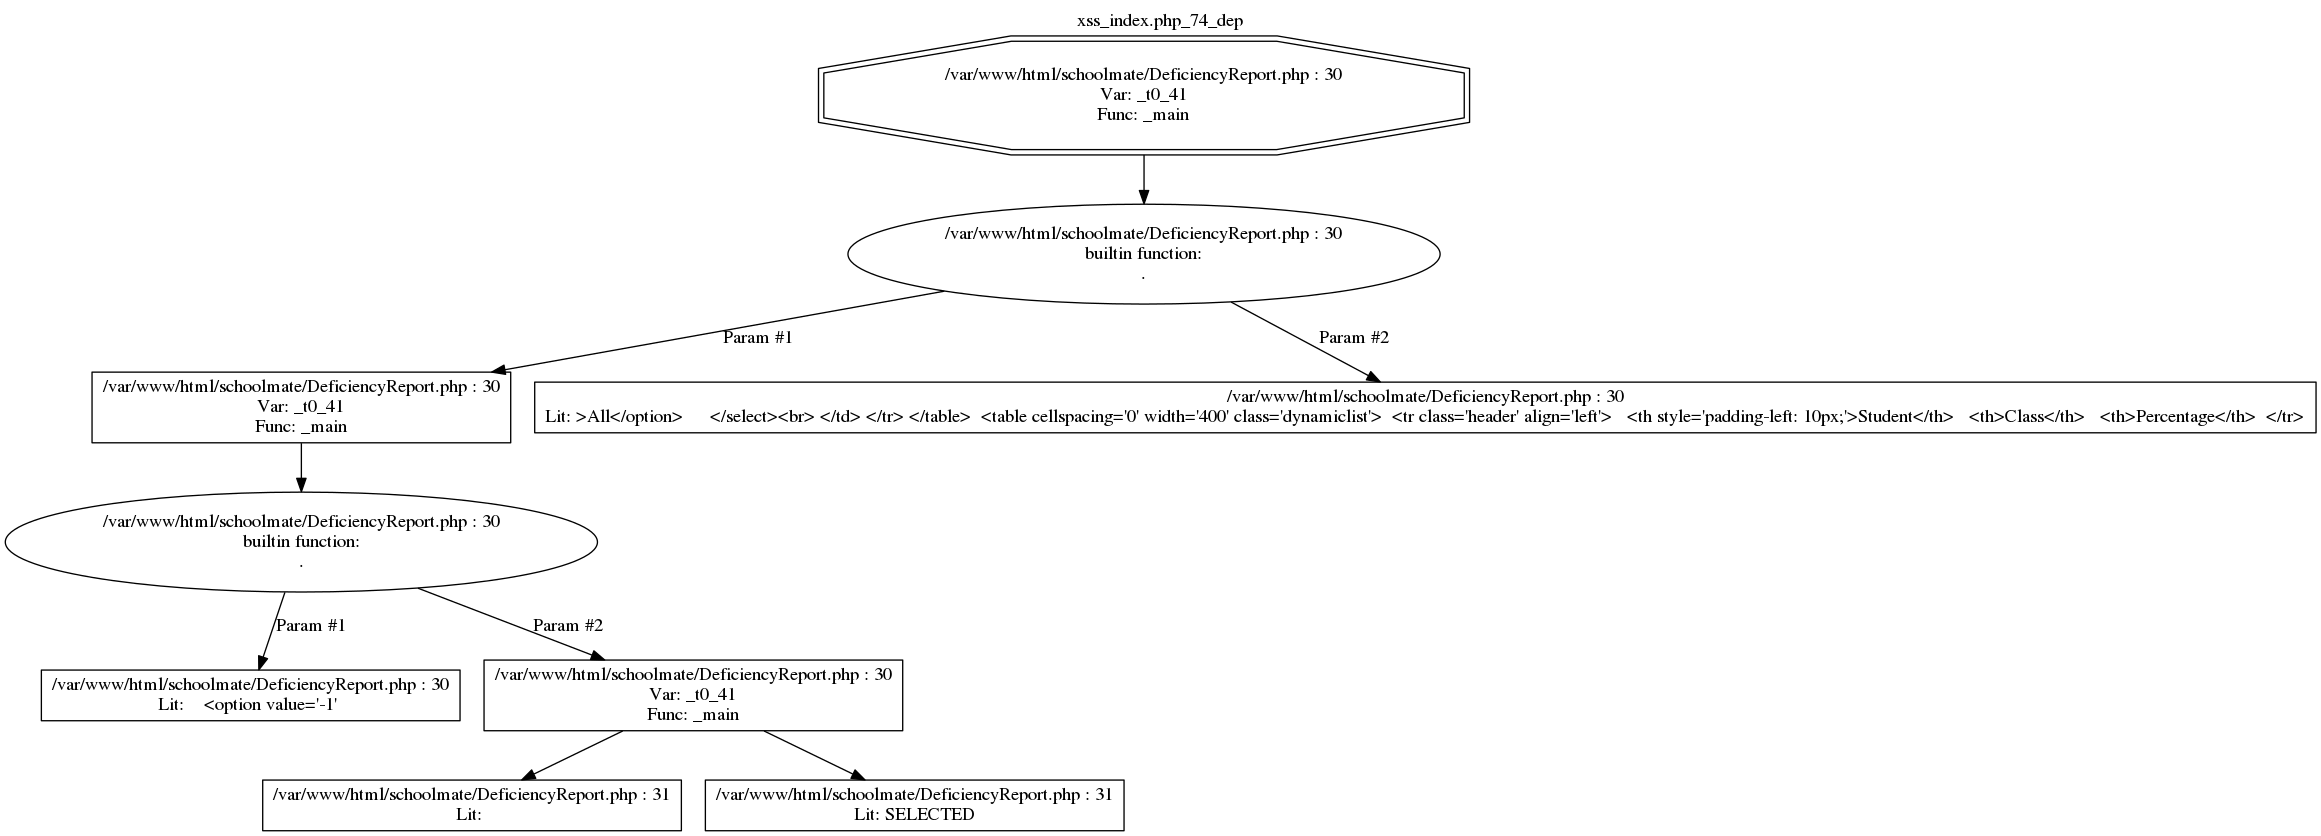 xss_index.php_74_dep
/var/www/html/schoolmate/DeficiencyReport.php : 30
Var: _t0_41
Func: _main
/var/www/html/schoolmate/DeficiencyReport.php : 30
builtin function:
.
Param #1
Param #2
/var/www/html/schoolmate/DeficiencyReport.php : 30
Var: _t0_41
Func: _main
/var/www/html/schoolmate/DeficiencyReport.php : 30
Lit: >All</option>      </select><br> </td> </tr> </table>  <table cellspacing='0' width='400' class='dynamiclist'>  <tr class='header' align='left'>   <th style='padding-left: 10px;'>Student</th>   <th>Class</th>   <th>Percentage</th>  </tr>
/var/www/html/schoolmate/DeficiencyReport.php : 30
builtin function:
.
Param #1
Param #2
/var/www/html/schoolmate/DeficiencyReport.php : 30
Lit:    <option value='-1'
/var/www/html/schoolmate/DeficiencyReport.php : 30
Var: _t0_41
Func: _main
/var/www/html/schoolmate/DeficiencyReport.php : 31
Lit:
/var/www/html/schoolmate/DeficiencyReport.php : 31
Lit: SELECTED